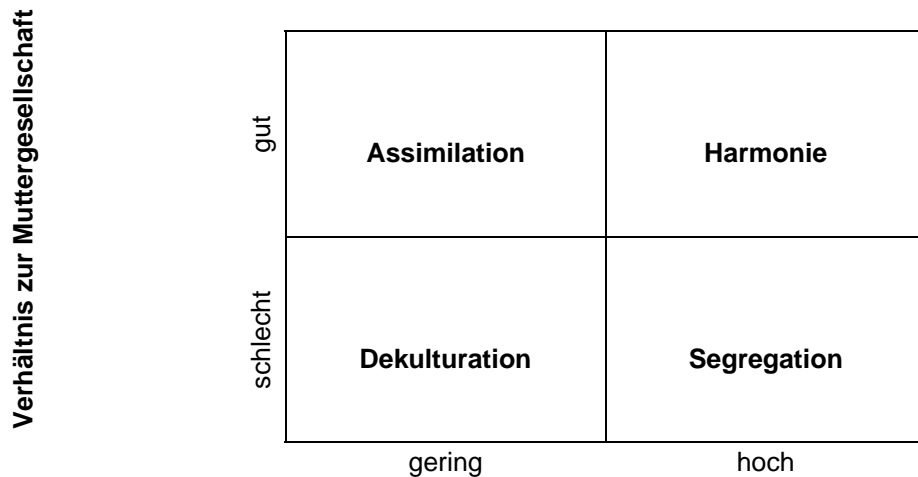 Verhältnis zur Muttergesellschaft
gut
Assimilation
Harmonie
schlecht
Dekulturation
Segregation
gering
hoch